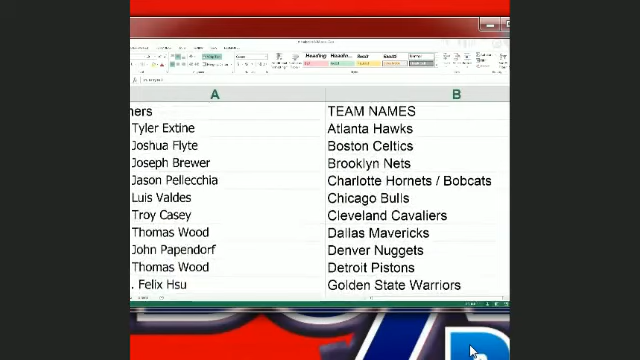 A B
ners TEAM NAMES
Tyler Extine Atlanta Hawks
Joshua Flyte Boston Celtics
Joseph Brewer Brooklyn Nets
Jason Pellecchia Charlotte Hornets / Bobcats
Luis Valdes Chicago Bulls
Troy Casey Cleveland Cavaliers
Thomas Wood Dallas Mavericks
John Papendorf Denver Nuggets
Thomas Wood Detroit Pistons
. Felix Hsu Golden State Warriors